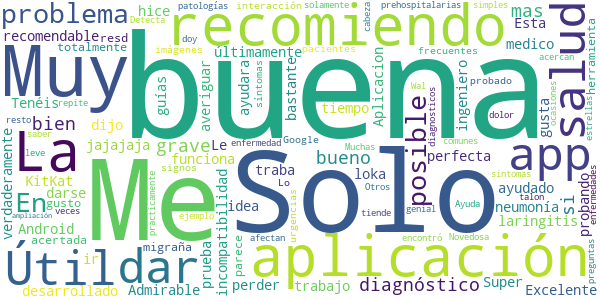 problema
hice
patologías
interacción
solamente
cabeza
prehospitalarias
simples
recomiendo
mas
salud
recomendable
resd
Detecta
doy
Esta
acercan
totalmente
imágenes
últimamente
pacientes
frecuentes
medico
Muy
buena
Tenéis
repite
guías
averiguar
ayudara
síntomas
bastante
tiempo
Aplicacion
ingeniero
gusta
probado
Wal
diagnosticos
dolor
estrellas
ocasiones
herramienta
bien
dijo
jajajaja
grave
Le
enfermedad
Google
Muchas
comunes
perfecta
app
verdaderamente
resto
saber
leve
La
Me
Solo
funciona
signos
Lo
bueno
posible
loka
Otros
KitKat
En
darse
gusto
veces
practicamente
ejemplo
incompatibilidad
idea
traba
urgencias
tiende
genial
ayudado
neumonía
síntomas
talon
si
probando
enfermedades
Android
acertada
ampliación
migraña
prueba
parece
afectan
encontró
Ayuda
Novedosa
laringitis
preguntas
Útil
dar
ir
aplicación
desarrollado
Admirable
perder
trabajo
diagnóstico
Super
Excelente